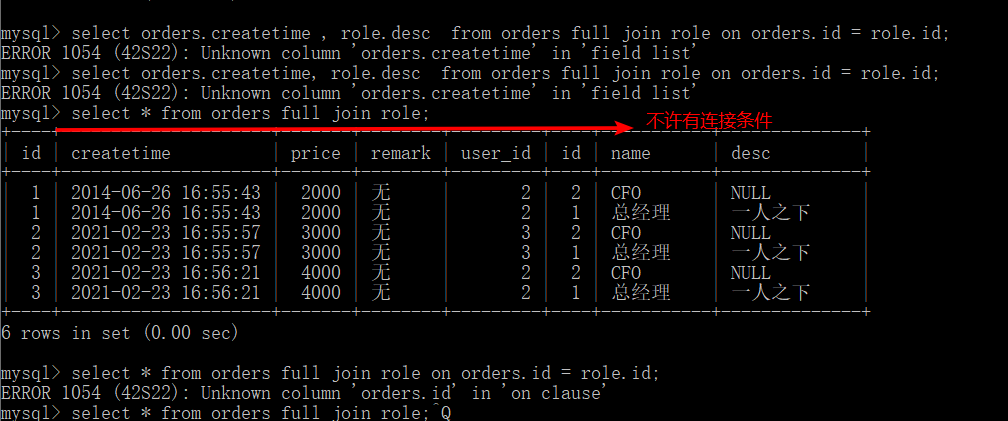 mysql> select orders.createtime , role.desc  from orders full join role on orders.id = role.id;
ERROR 1054 (42S22): Unknown column 'orders.createtime' in 'field list'
mysql> select orders.createtime, role.desc  from orders full join role on orders.id = role.id;
ERROR 1054 (42S22): Unknown column 'orders.createtime' in 'field list'
mysql> select * from orders full join role;
不许有连接条件
| id | createtime | price | remark | user_id | id | name | desc |
| 1 | 2014-06-26 16:55:43 | 2000 | 无 | 2 | 2 | CFO | NULL |
| 1 | 2014-06-26 16:55:43 | 2000 | 无 | 2 | 1 | 总经理 | 一人之下 |
| 2 | 2021-02-23 16:55:57 | 3000 | 无 | 3 | 2 | CFO | NULL |
| 2 | 2021-02-23 16:55:57 | 3000 | 无 | 3 | 1 | 总经理 | 一人之下 |
| 3 | 2021-02-23 16:56:21 | 4000 | 无 | 2 | 2 | CFO | NULL |
| 3 | 2021-02-23 16:56:21 | 4000 | 无 | 2 | 1 | 总经理 | 一人之下 |
6 rows in set (0.00 sec)
mysql> select * from orders full join role on orders.id = role.id;
ERROR 1054 (42S22): Unknown column 'orders.id' in 'on clause'
mysql> select * from orders full join role;^Q